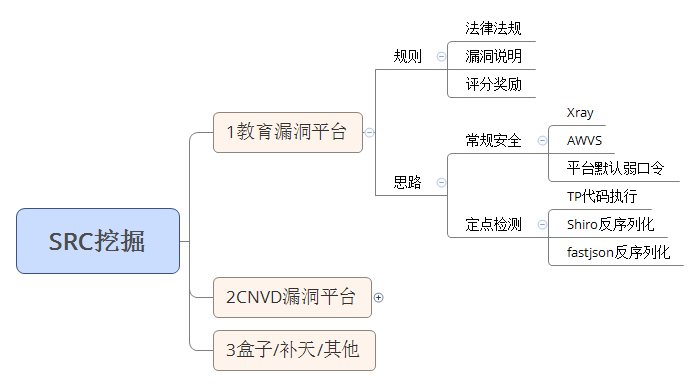 SRC挖掘
1教育漏洞平台
规则
法律法规
漏洞说明
评分奖励
思路
常规安全
Xray
AWVS
平台默认弱口令
定点检测
TP代码执行
Shiro反序列化
fastjson反序列化
2CNVD漏洞平台
3盒子/补天/其他